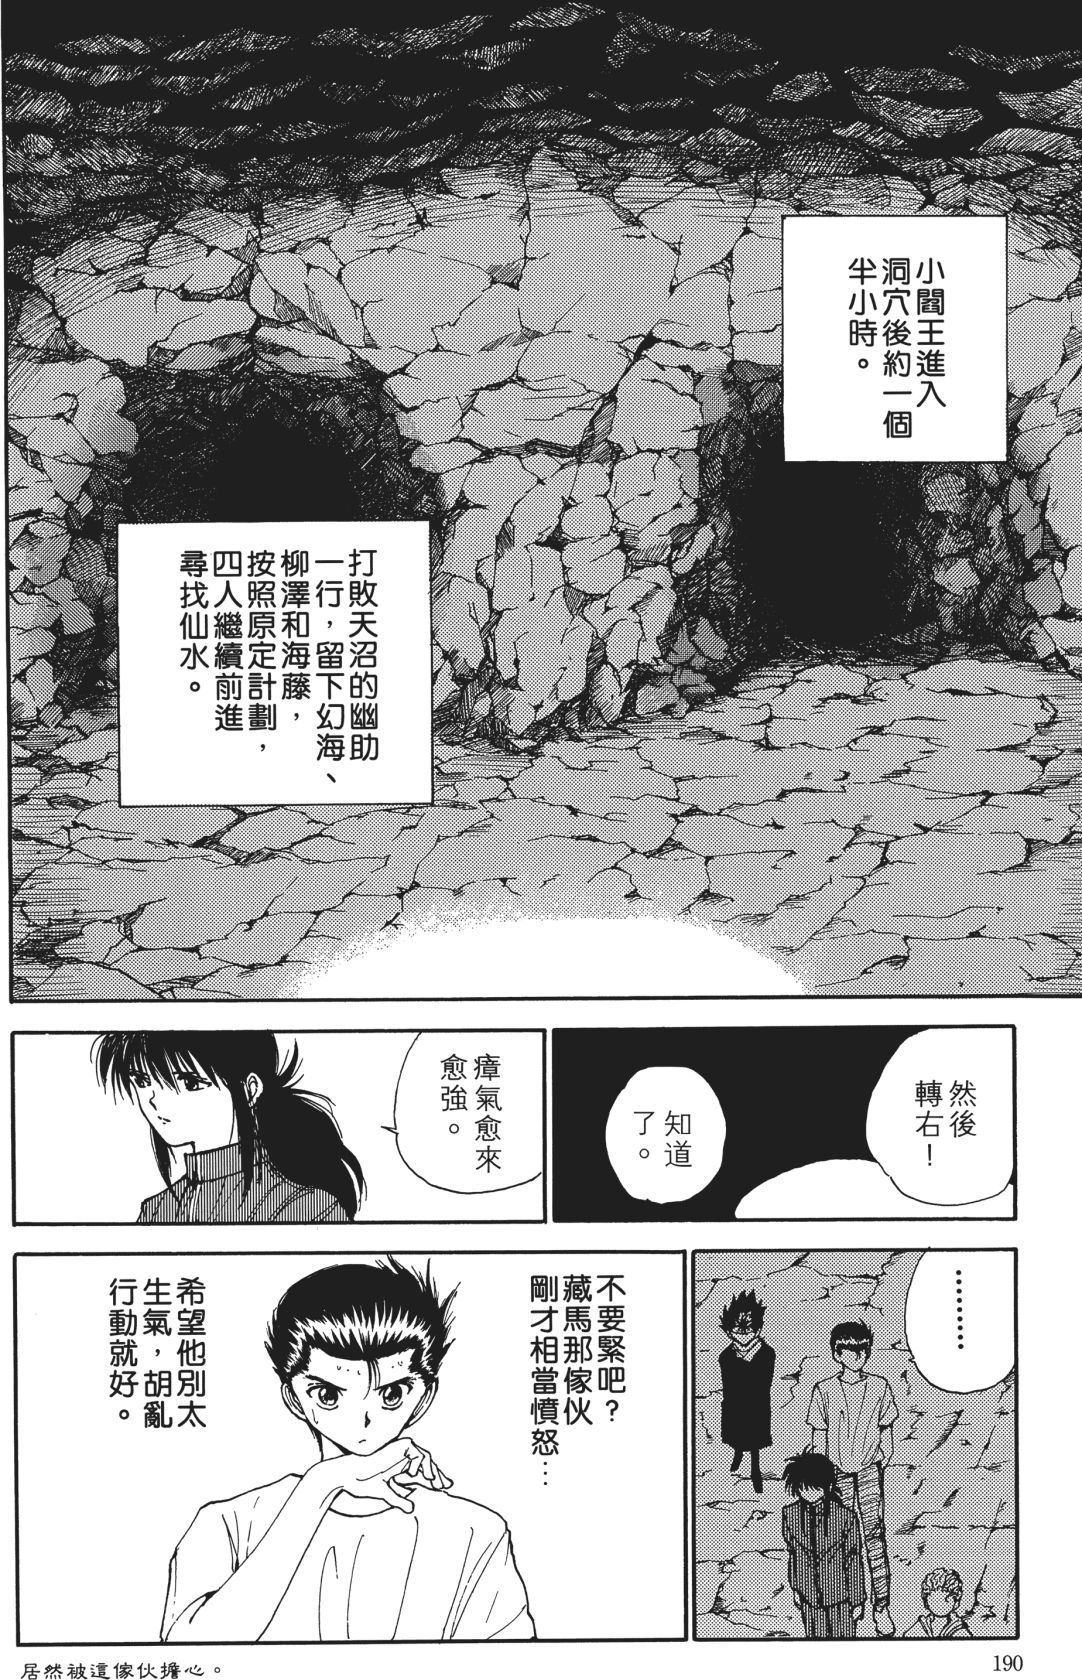 小閻王進入
洞穴後約一個
半小時。
打敗天沼的幽助
一行，留下幻海、
柳澤和海藤，
按照原定計劃，
四人繼續前進
尋找仙水。
然後
轉右！
知道
了。
瘴氣愈來
愈強。
………
不要緊吧？
藏馬那傢伙
剛才相當憤怒…
希望他別太
生氣，胡亂
行動就好。
居然被這傢伙擔心。
190